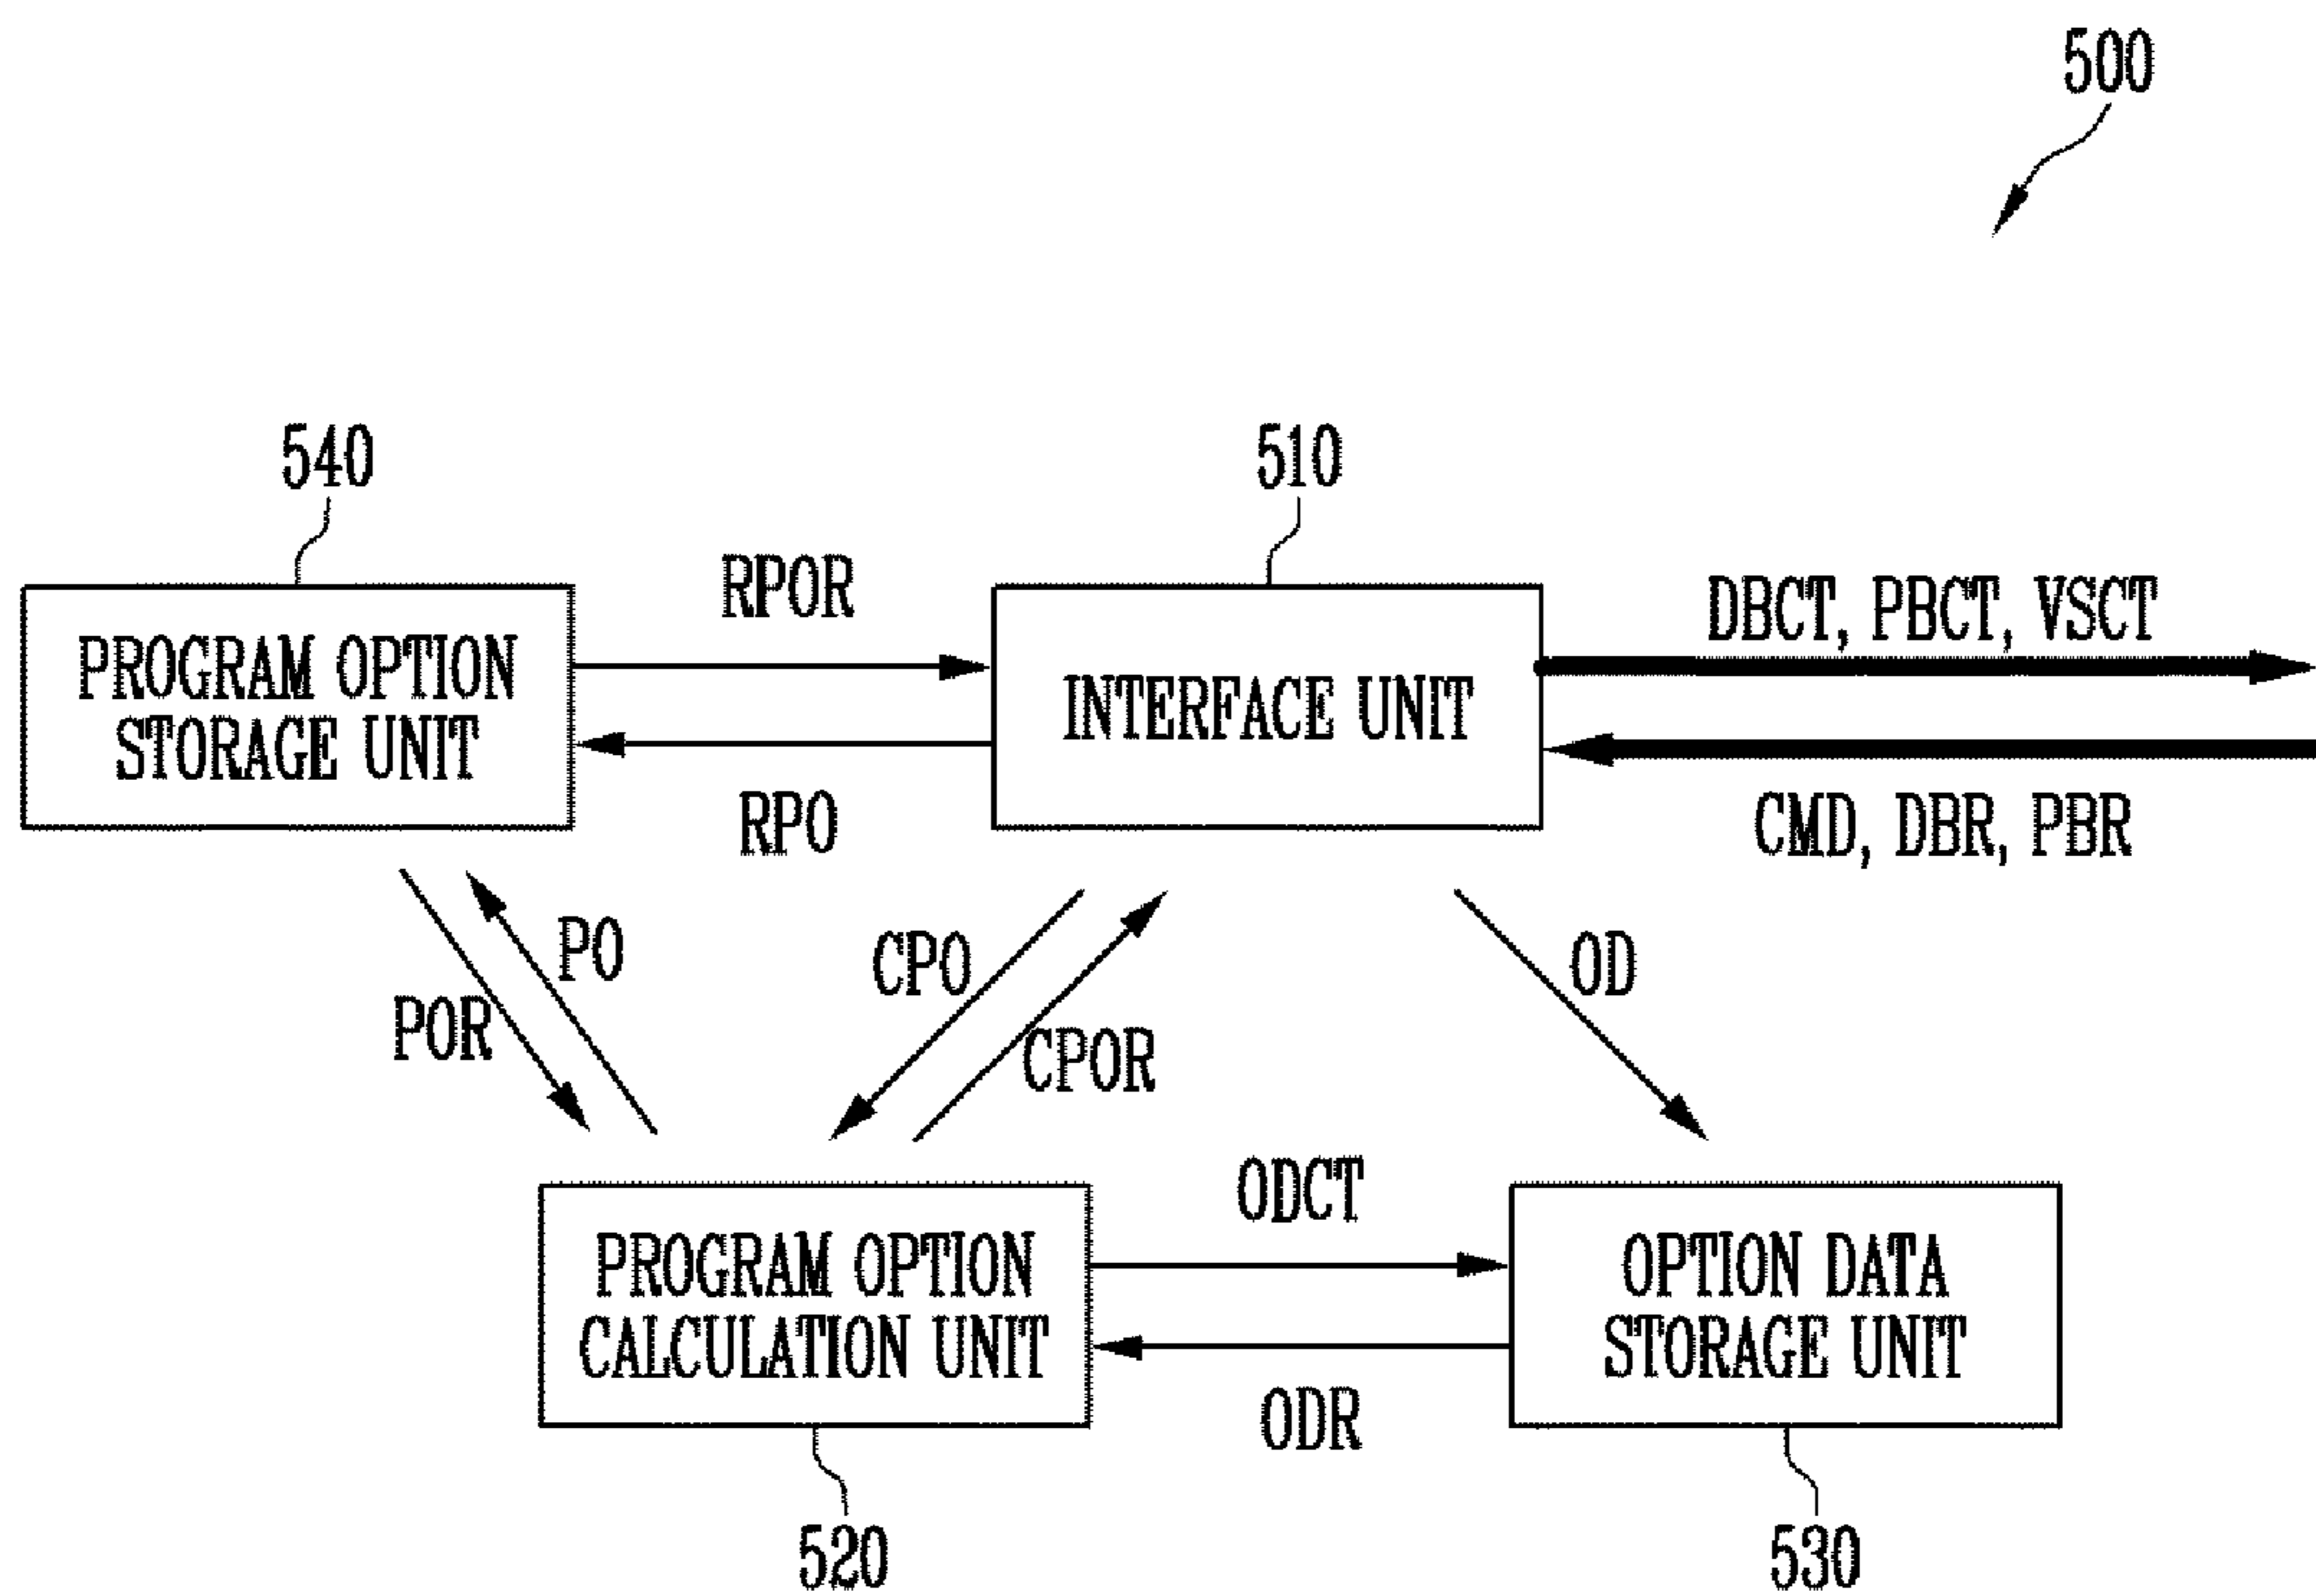 500
540
510
RPOR
DBCT, PBCT, VSCT
PROGRAM OPTION
STORAGE UNIT
INTERFACE UNIT
RPO
CMD, DBR, PBR
PO
CPO
OD
POR
CPOR
ODCT
PROGRAM OPTION
CALCULATION UNIT
OPTION DATA
STORAGE UNIT
ODR
520
530